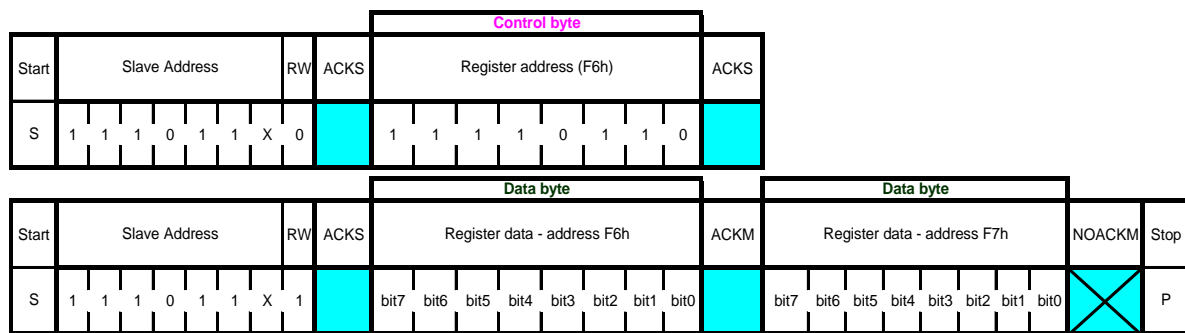 Control byte
Start Slave Address RW ACKS Register address (F6h) ACKS
S 1 1 1 0 1 1 X 0 1 1 1 1 0 1 1 0
Data byte Data byte
Start Slave Address RW ACKS Register data - address F6h ACKM Register data - address F7h NOACKM Stop
S 1 1 1 0 1 1 X 1 bit7 bit6 bit5 bit4 bit3 bit2 bit1 bit0 bit7 bit6 bit5 bit4 bit3 bit2 bit1 bit0 P